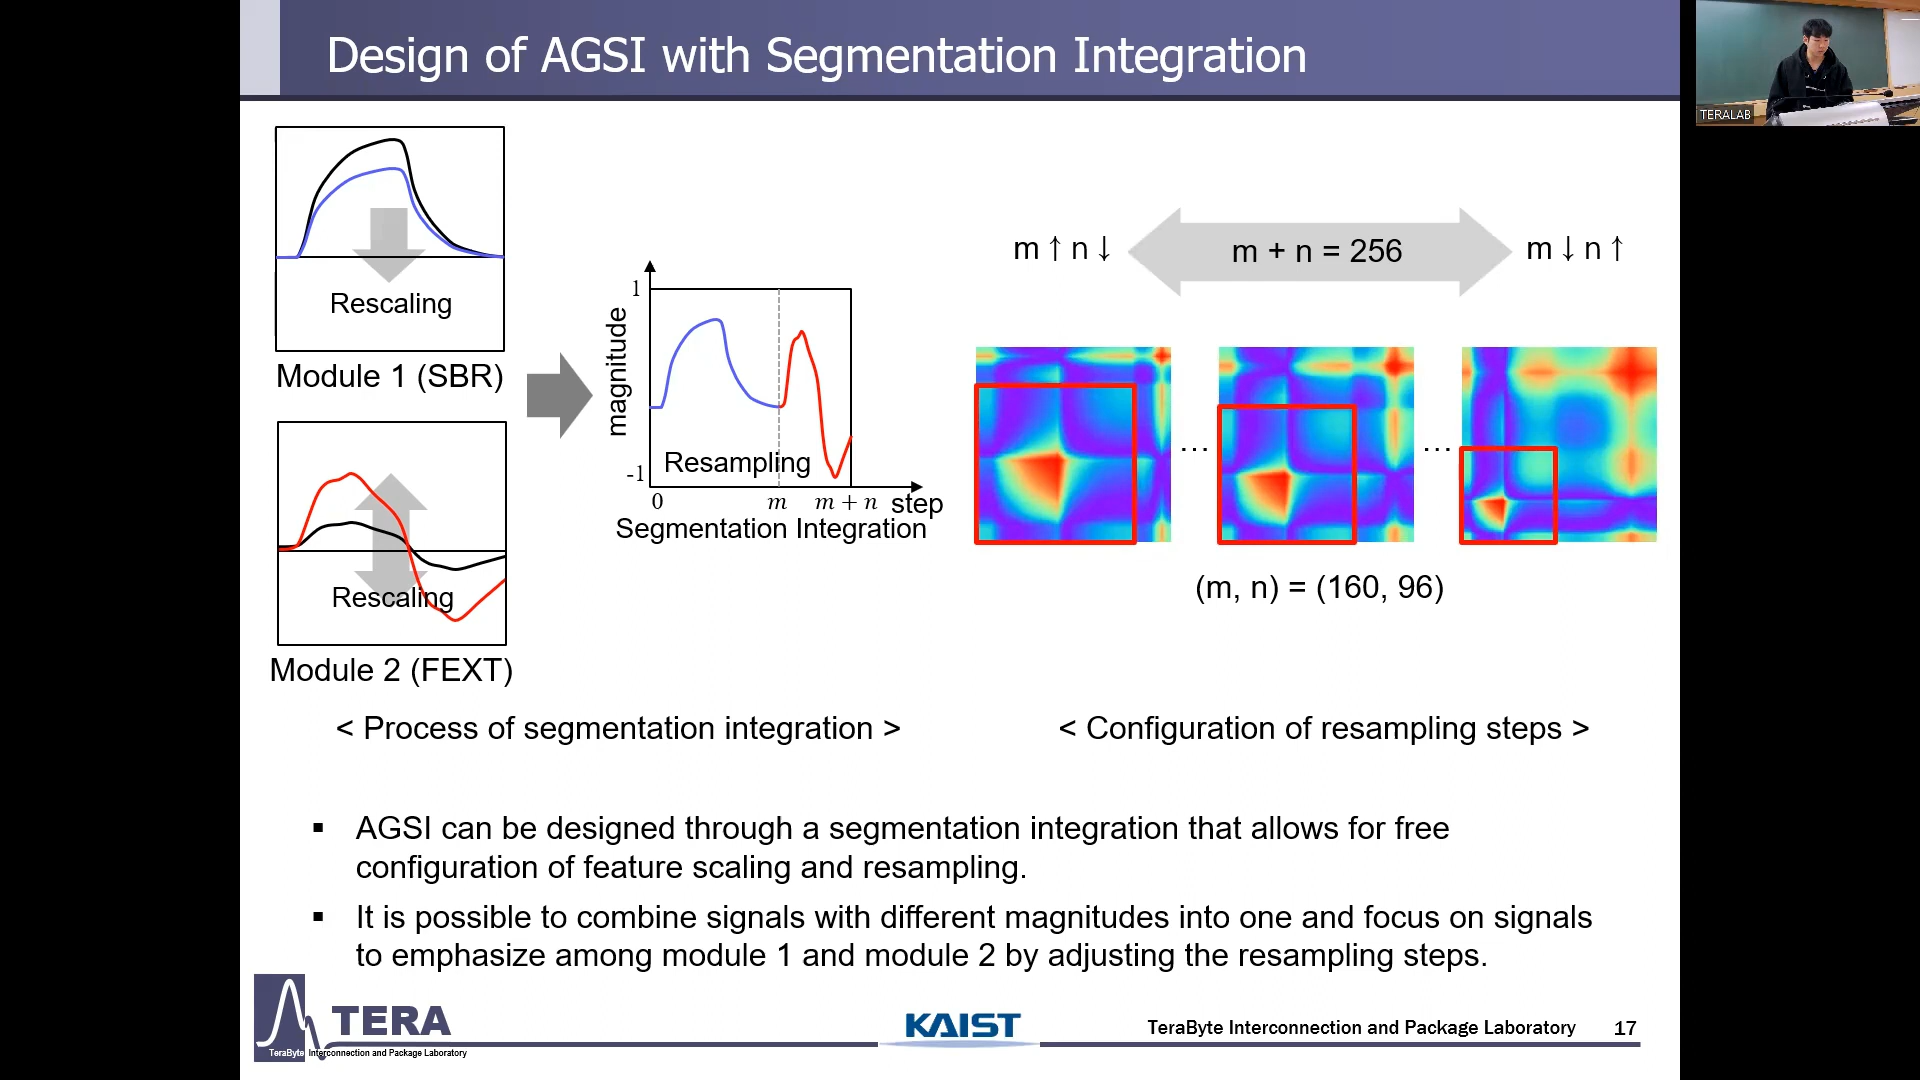 Design of AGSI with Segmentation Integration
TERALAB
Rescaling
Module 1 (SBR)
Rescaling
Module 2 (FEXT)
1
magnitude
-1
Resampling
0 m m + n step
Segmentation Integration
m ↑ n ↓
m + n = 256
m ↓ n ↑
...
...
(m, n) = (160, 96)
< Process of segmentation integration >
< Configuration of resampling steps >
▪ AGSI can be designed through a segmentation integration that allows for free
configuration of feature scaling and resampling.
▪ It is possible to combine signals with different magnitudes into one and focus on signals
to emphasize among module 1 and module 2 by adjusting the resampling steps.
TERA
TeraByte Interconnection and Package Laboratory
KAIST
TeraByte Interconnection and Package Laboratory
17